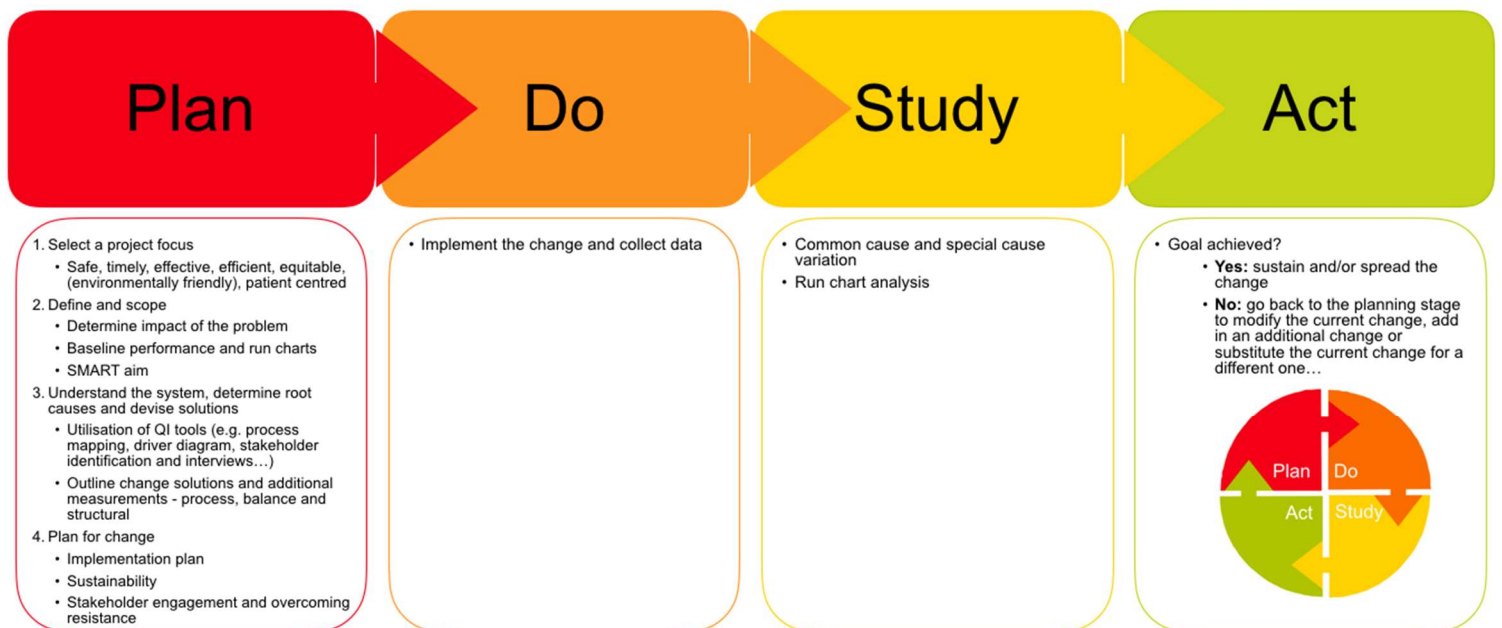 Plan
Do
Study
Act
1. Select a project focus
• Safe, timely, effective, efficient, equitable,
(environmentally friendly), patient centred
2. Define and scope
• Determine impact of the problem
• Baseline performance and run charts
• SMART aim
3. Understand the system, determine root
causes and devise solutions
• Utilisation of QI tools (e.g. process
mapping, driver diagram, stakeholder
identification and interviews…)
• Outline change solutions and additional
measurements - process, balance and
structural
4. Plan for change
• Implementation plan
• Sustainability
• Stakeholder engagement and overcoming
resistance
• Implement the change and collect data
• Common cause and special cause
variation
• Run chart analysis
• Goal achieved?
• Yes: sustain and/or spread the
change
• No: go back to the planning stage
to modify the current change, add
in an additional change or
substitute the current change for a
different one…
Plan
Do
Act
Study